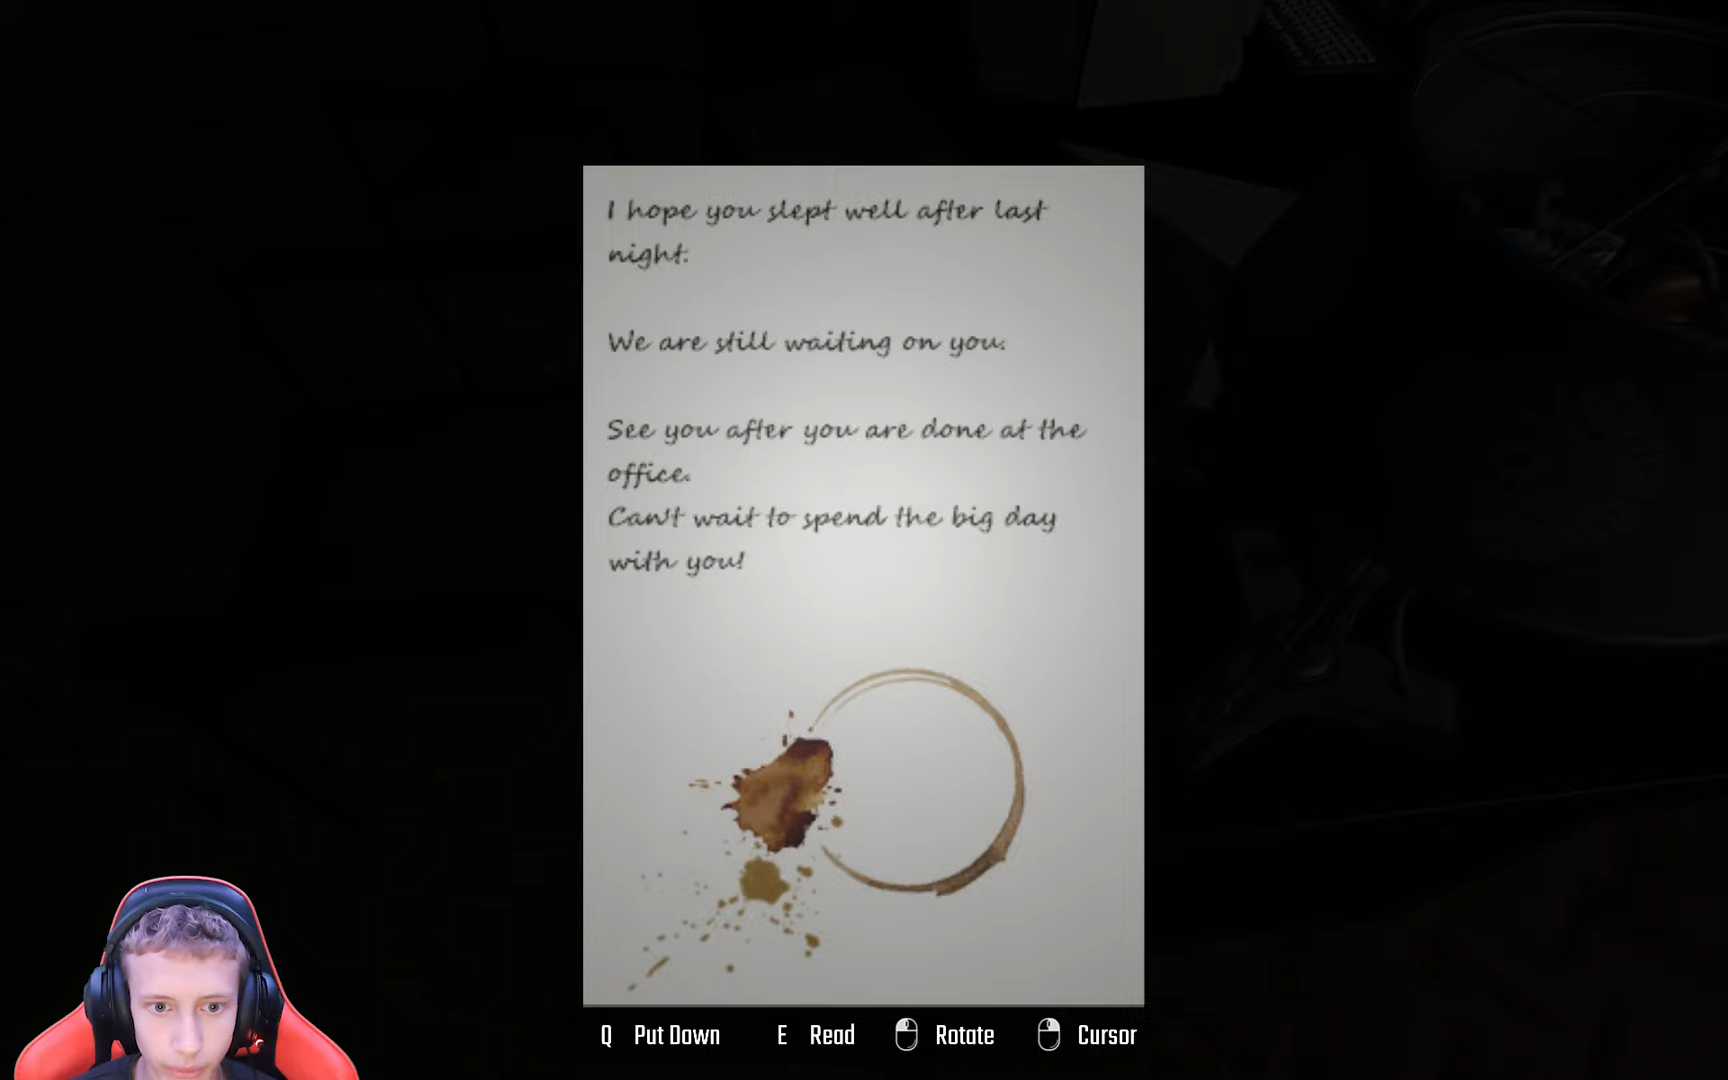 I hope you slept well after last
night.
We are still waiting on you.
See you after you are done at the
office.
Can't wait to spend the big day
with you!
Q Put Down E Read Rotate Cursor